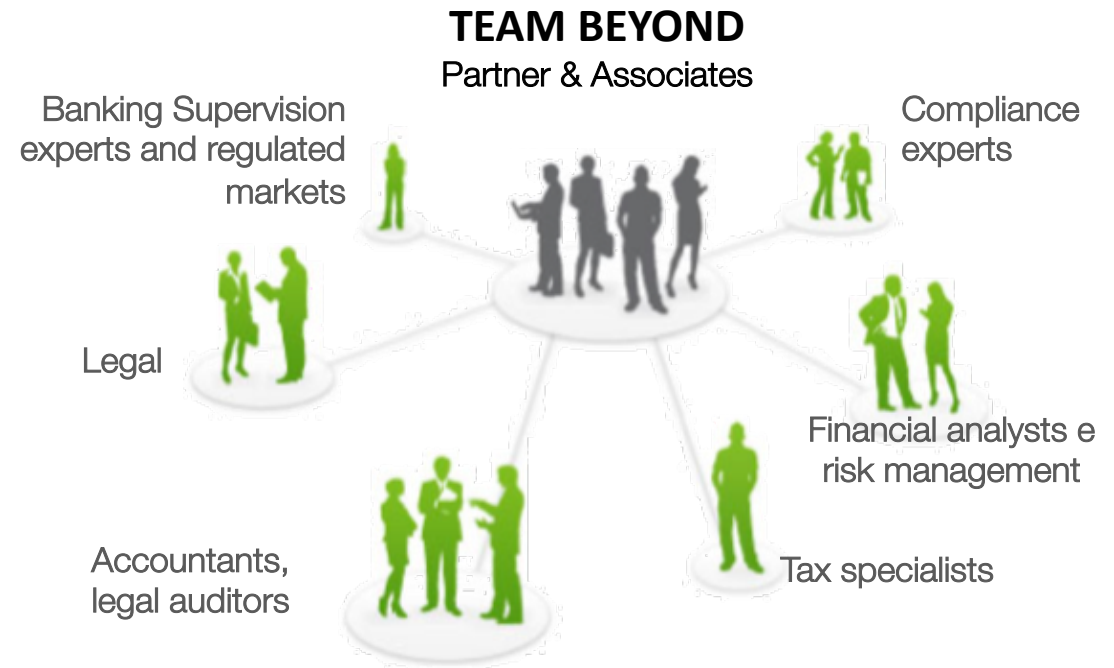 TEAM BEYOND
Partner & Associates
Banking Supervision
experts and regulated
markets
Compliance
experts
Legal
Financial analysts e
risk management
Accountants,
legal auditors
Tax specialists